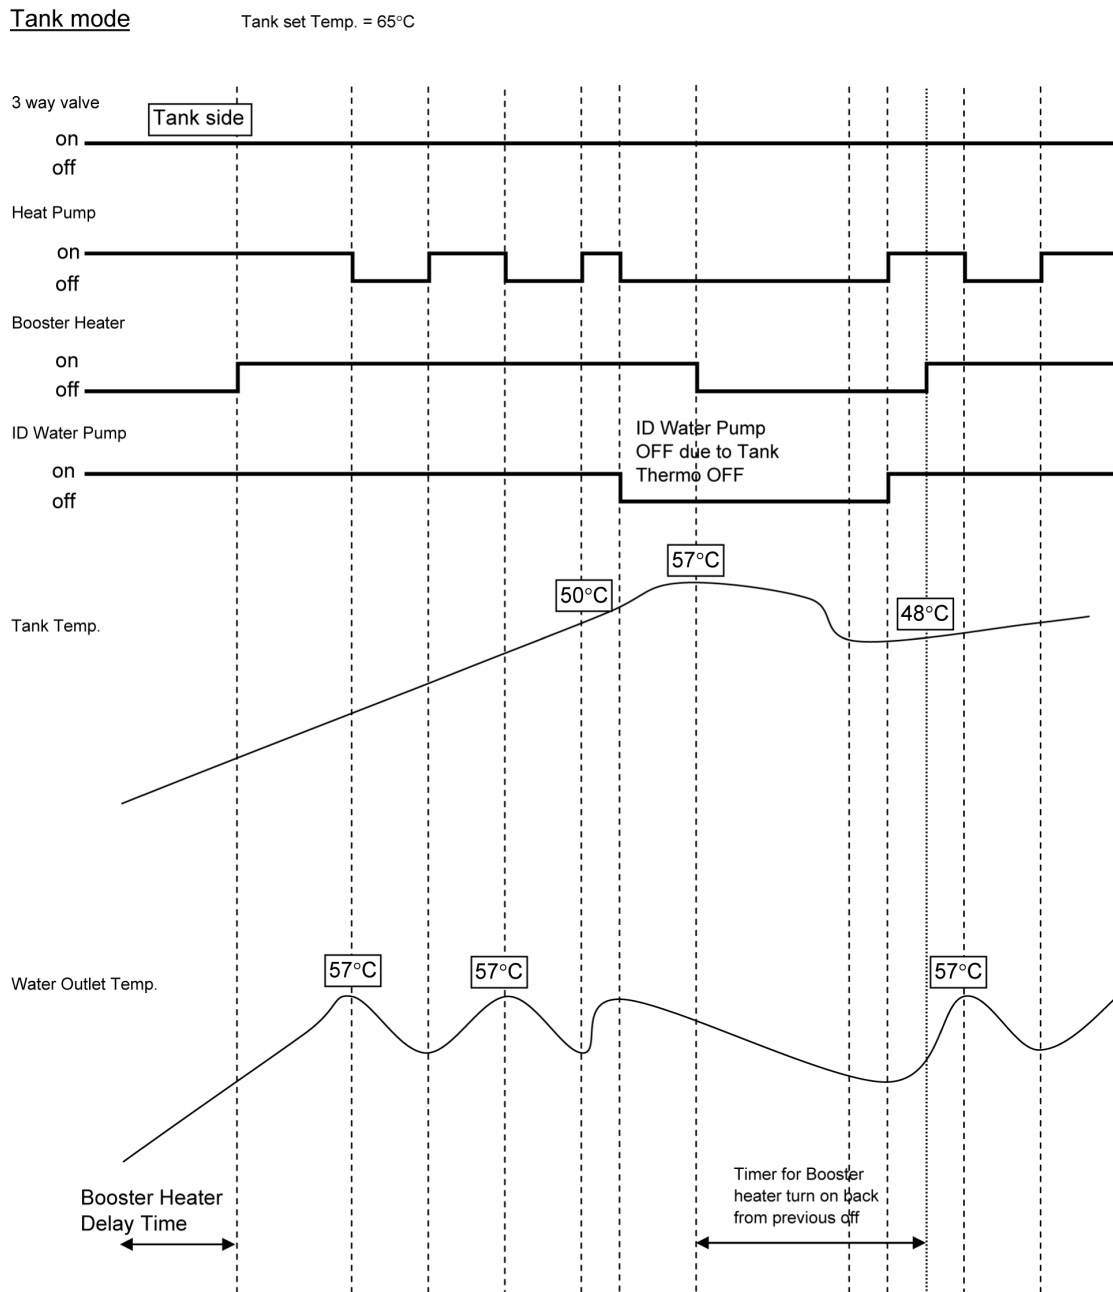 Tank mode
Tank set Temp. = 65°C
3 way valve
Tank side
on
off
Heat Pump
on
off
Booster Heater
on
off
ID Water Pump
on
off
ID Water Pump
OFF due to Tank
Thermo OFF
57°C
50°C
48°C
Tank Temp.
57°C
57°C
57°C
Water Outlet Temp.
Booster Heater
Delay Time
Timer for Booster
heater turn on back
from previous off